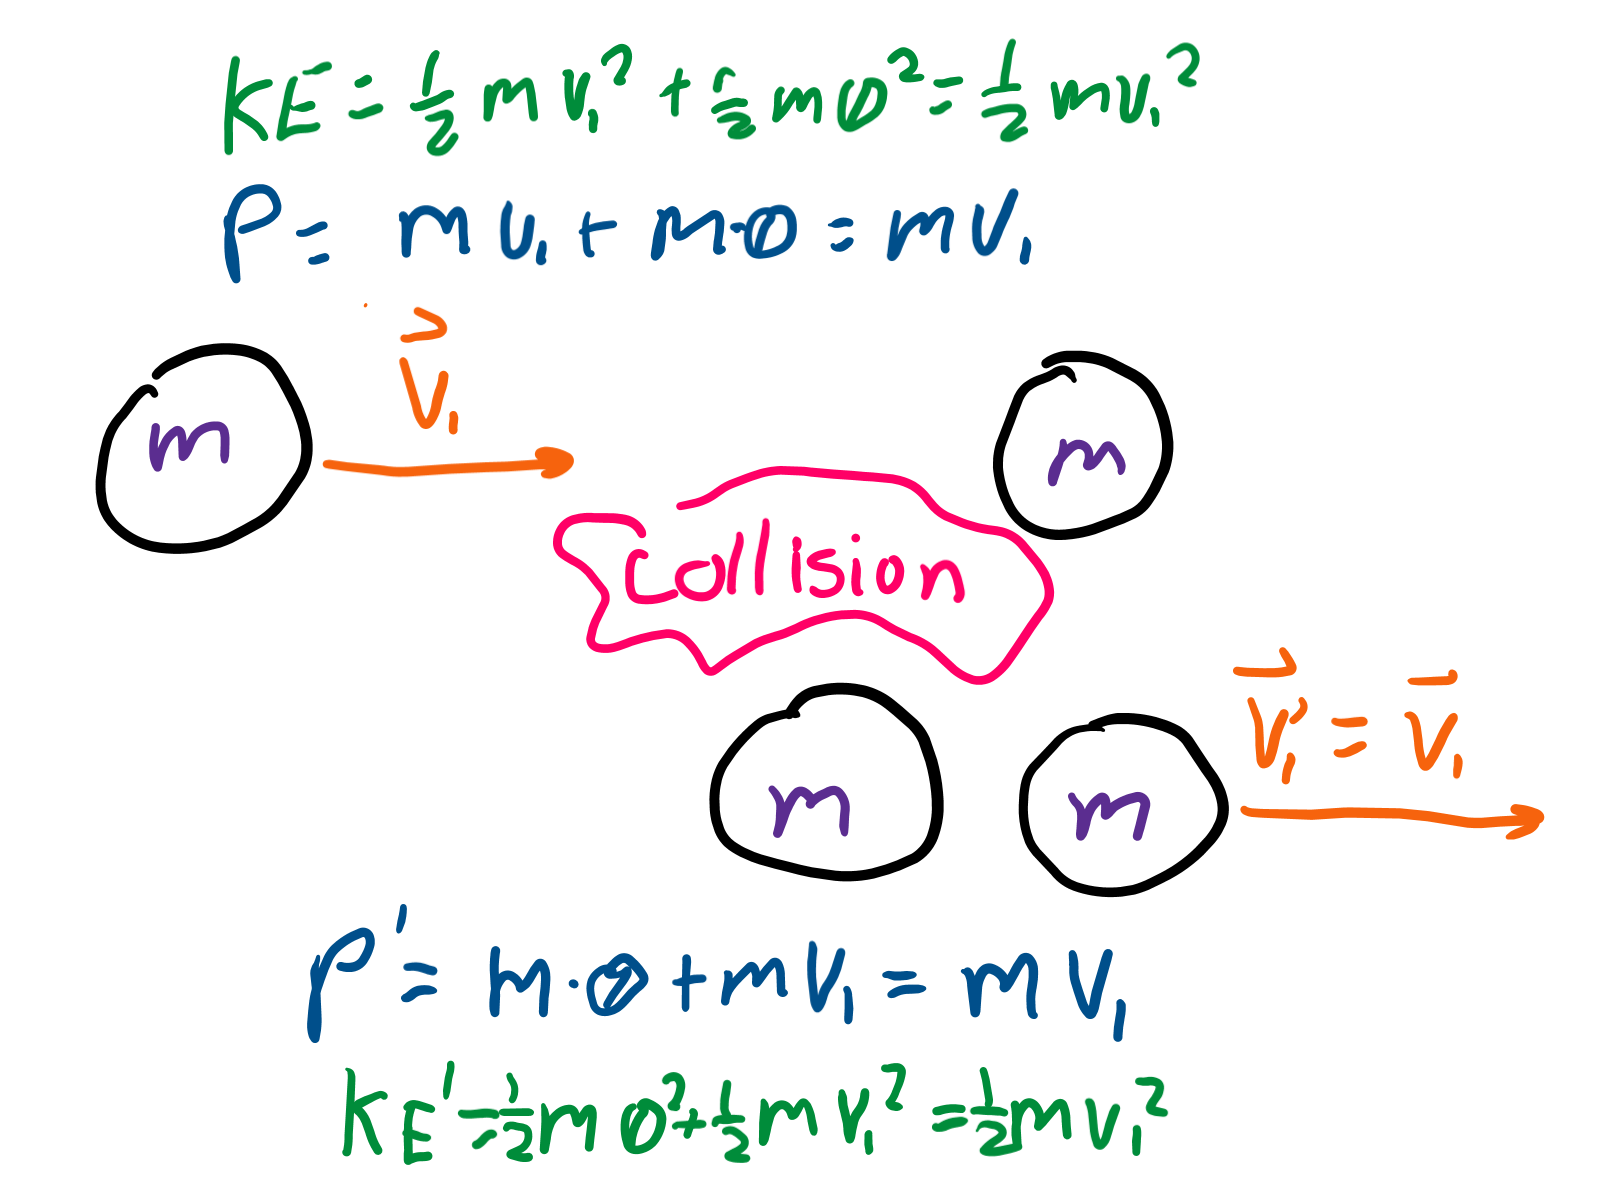 KE = 1/2 m v₁² + 1/2 m 0² = 1/2 m v₁²
P = m v₁ + m·0 = m v₁
v⃗₁
m
m
Collision
v⃗₁' = v̅₁
m
m
P' = m·0 + m v₁ = m v₁
KE' = 1/2 m 0² + 1/2 m v₁² = 1/2 m v₁²